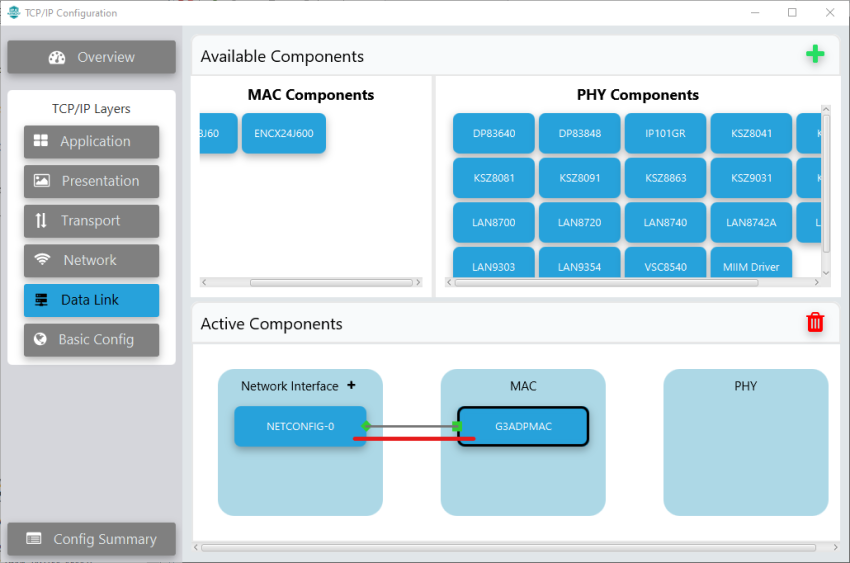 TCP/IP Configuration
Overview
TCP/IP Layers
Application
Presentation
Transport
Network
Data Link
Basic Config
Config Summary
Available Components
MAC Components
ENCX24J600
PHY Components
DP83640 DP83848 IP101GR KSZ8041
KSZ8081 KSZ8091 KSZ8863 KSZ9031
LAN8700 LAN8720 LAN8740 LAN8742A
LAN9303 LAN9354 VSC8540 MIIM Driver
Active Components
Network Interface +
NETCONFIG-0
MAC
G3ADPMAC
PHY